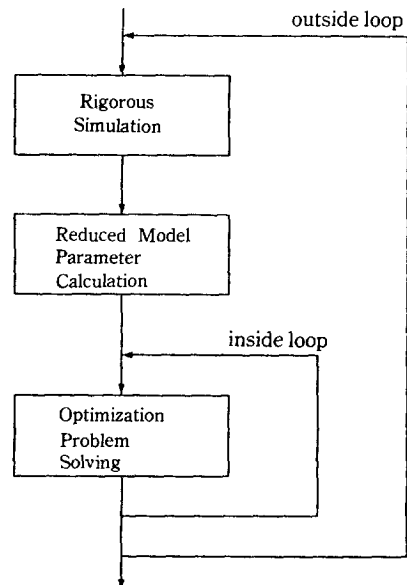 outside loop
Rigorous
Simulation
Reduced Model
Parameter
Calculation
inside loop
Optimization
Problem
Solving